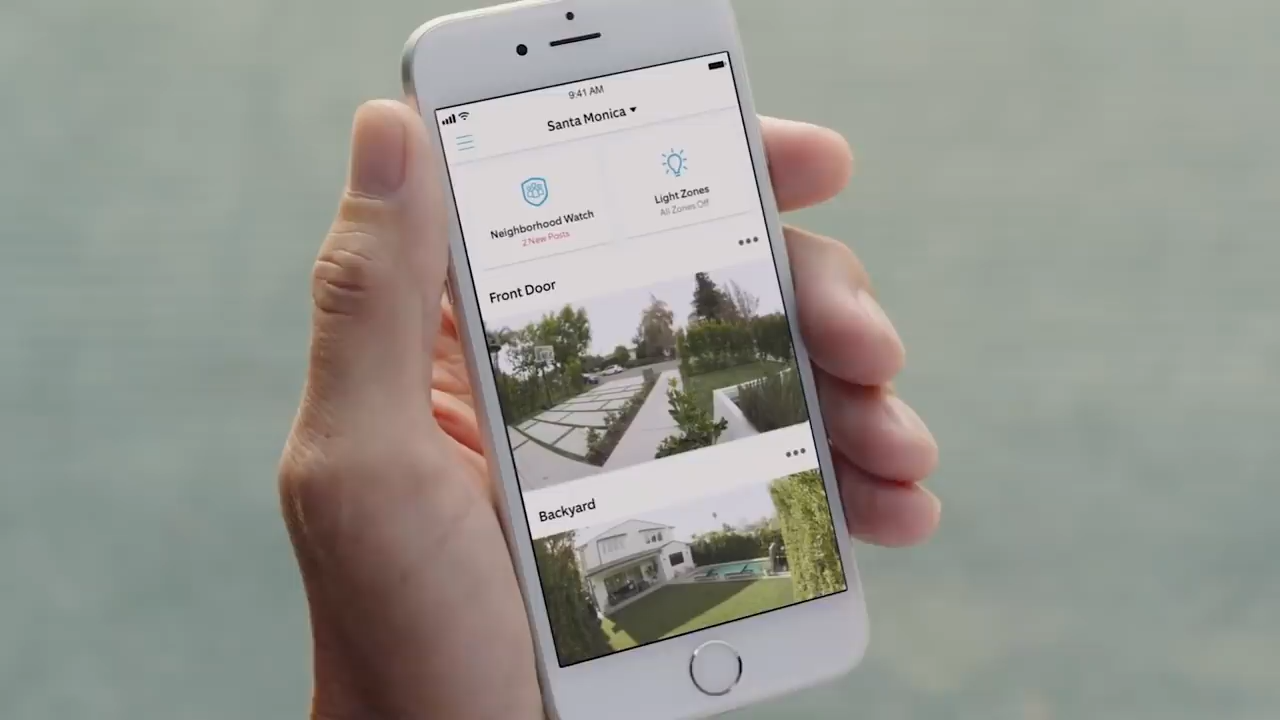 9:41 AM
Santa Monica
Neighborhood Watch
2 New Posts
Light Zones
All Zones Off
Front Door
Backyard